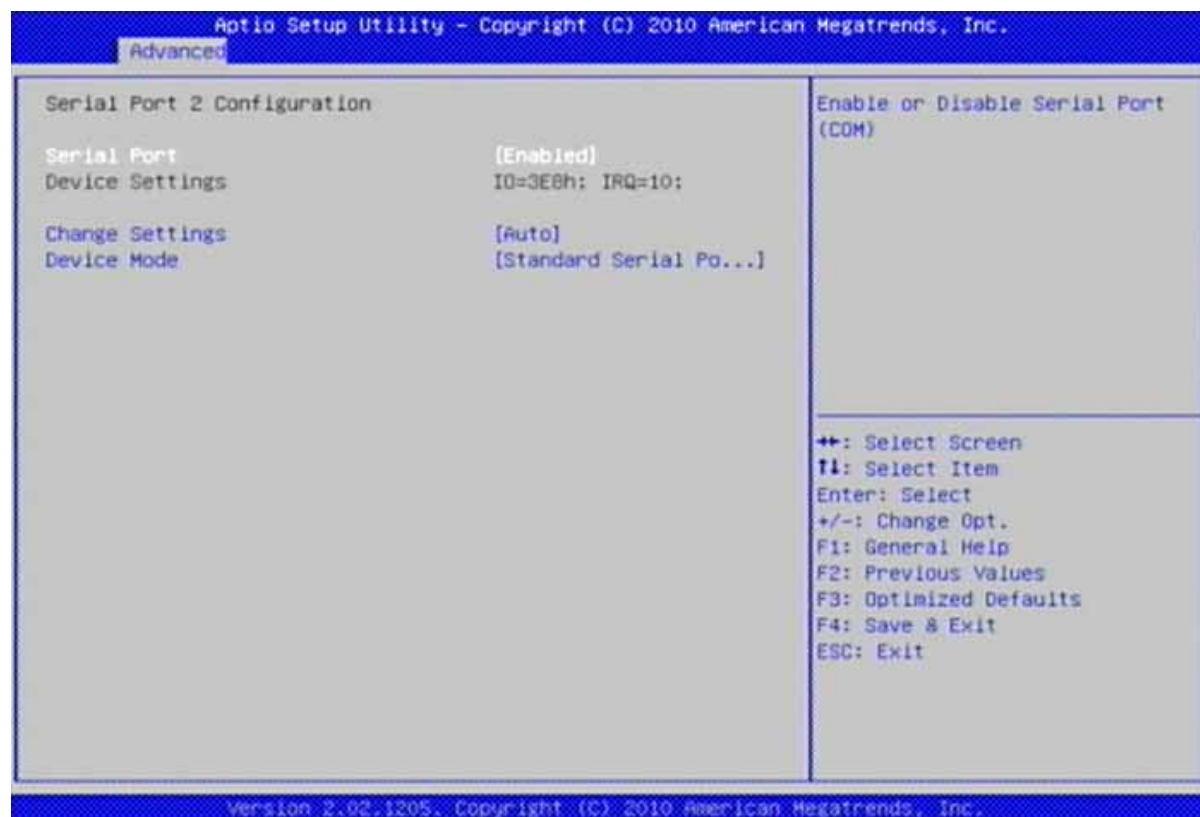 Aptio Setup Utility - Copyright (C) 2010 American Megatrends, Inc.
Advanced
Serial Port 2 Configuration
Serial Port [Enabled]
Device Settings IO=3E8h; IRQ=10;
Change Settings [Auto]
Device Mode [Standard Serial Po...]
Enable or Disable Serial Port
(COM)
→←: Select Screen
↑↓: Select Item
Enter: Select
+/-: Change Opt.
F1: General Help
F2: Previous Values
F3: Optimized Defaults
F4: Save & Exit
ESC: Exit
Version 2.02.1205. Copyright (C) 2010 American Megatrends, Inc.